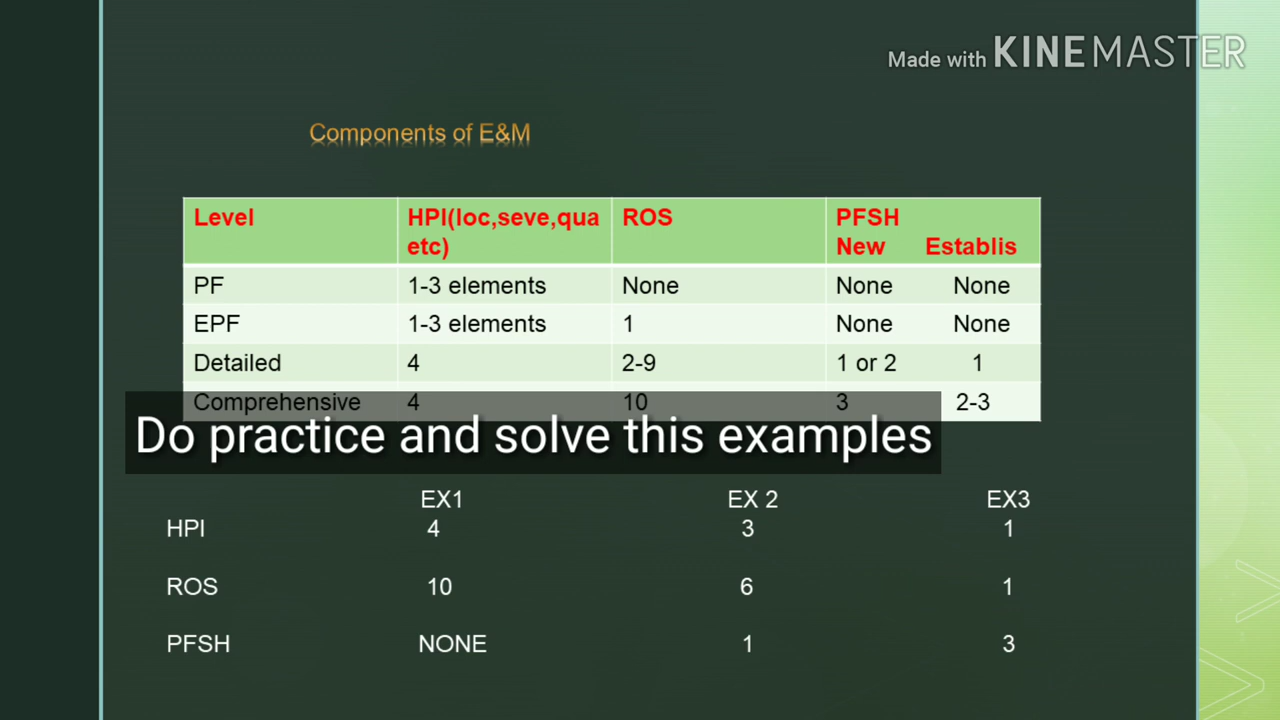 Made with KINEMASTER
Components of E&M
Level HPI(loc,seve,qua etc) ROS PFSH New Establis
PF 1-3 elements None None None
EPF 1-3 elements 1 None None
Detailed 4 2-9 1 or 2 1
Comprehensive 4 10 3 2-3
Do practice and solve this examples
EX1 EX 2 EX3
HPI 4 3 1
ROS 10 6 1
PFSH NONE 1 3